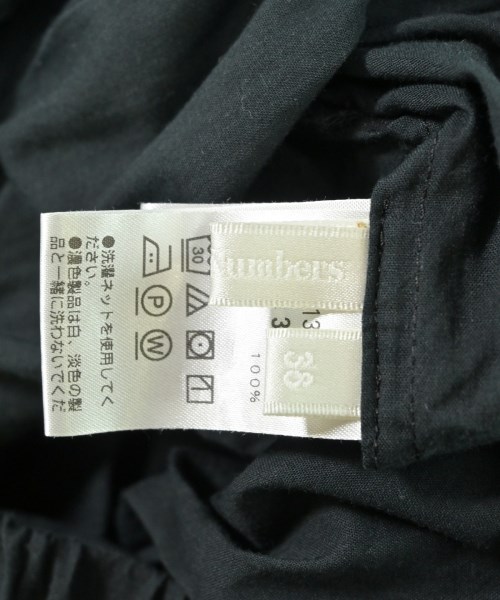 Numbers
38
13
3
100%
30
P
W
●洗濯ネットを使用してく
ださい。
●濃色製品は白、淡色の製
品と一緒に洗わないでくだ